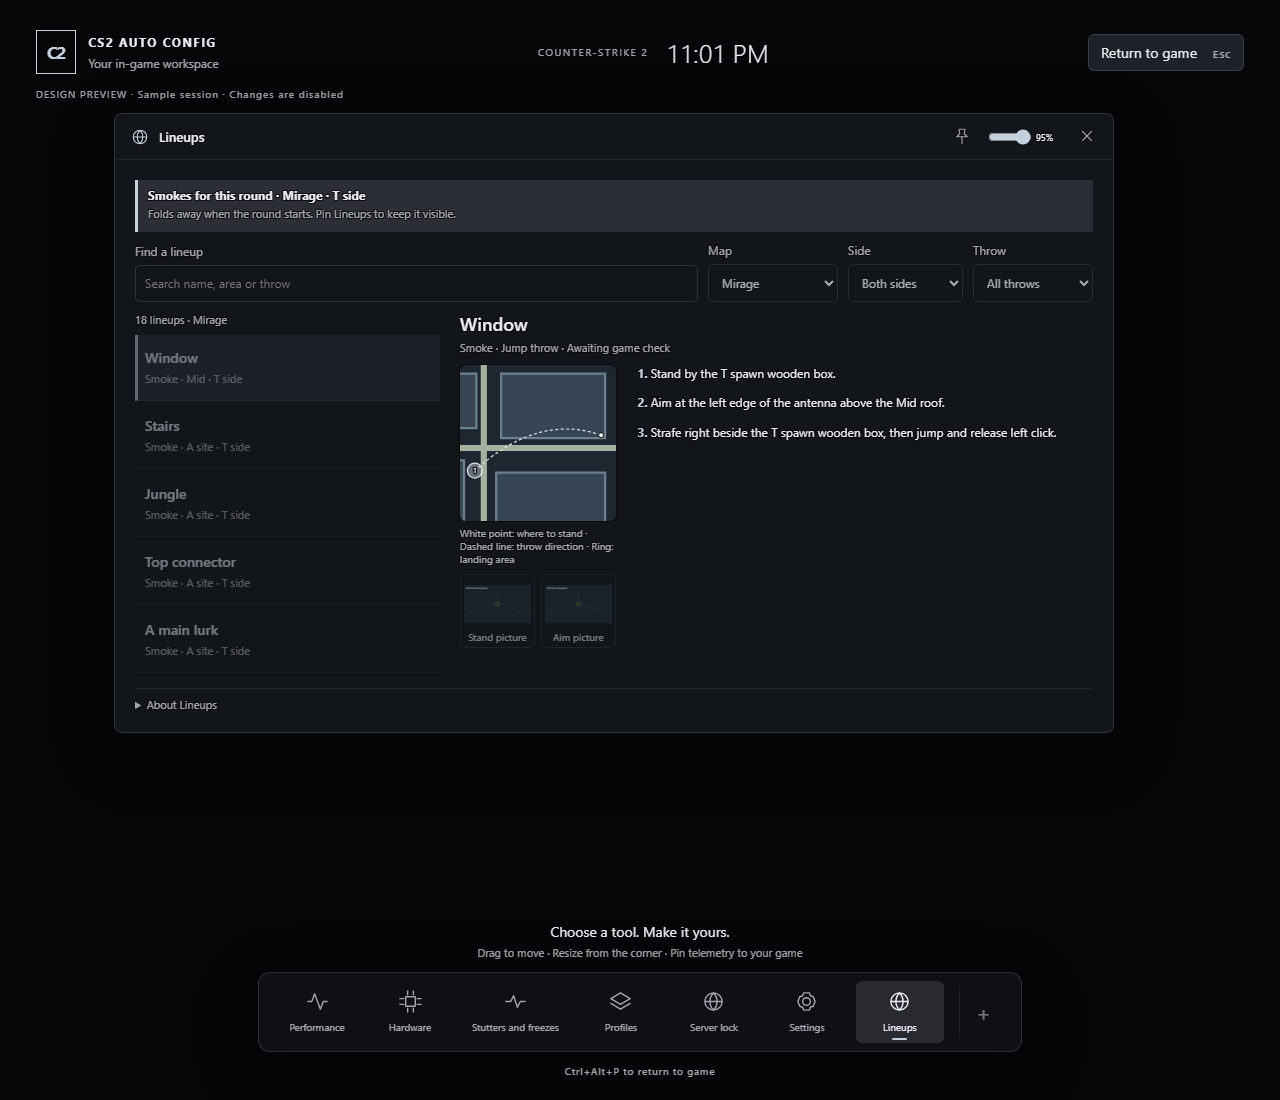 C2
CS2 AUTO CONFIG
Your in-game workspace
COUNTER-STRIKE 2
11:01 PM
Return to game
Esc
DESIGN PREVIEW · Sample session · Changes are disabled
Lineups
95%
Smokes for this round · Mirage · T side
Folds away when the round starts. Pin Lineups to keep it visible.
Find a lineup
Search name, area or throw
Map
Mirage
Side
Both sides
Throw
All throws
18 lineups · Mirage
Window
Smoke · Mid · T side
Stairs
Smoke · A site · T side
Jungle
Smoke · A site · T side
Top connector
Smoke · A site · T side
A main lurk
Smoke · A site · T side
Window
Smoke · Jump throw · Awaiting game check
1
White point: where to stand ·
Dashed line: throw direction · Ring:
landing area
Stand picture
Aim picture
1. Stand by the T spawn wooden box.
2. Aim at the left edge of the antenna above the Mid roof.
3. Strafe right beside the T spawn wooden box, then jump and release left click.
About Lineups
Choose a tool. Make it yours.
Drag to move · Resize from the corner · Pin telemetry to your game
Performance
Hardware
Stutters and freezes
Profiles
Server lock
Settings
Lineups
+
Ctrl+Alt+P to return to game